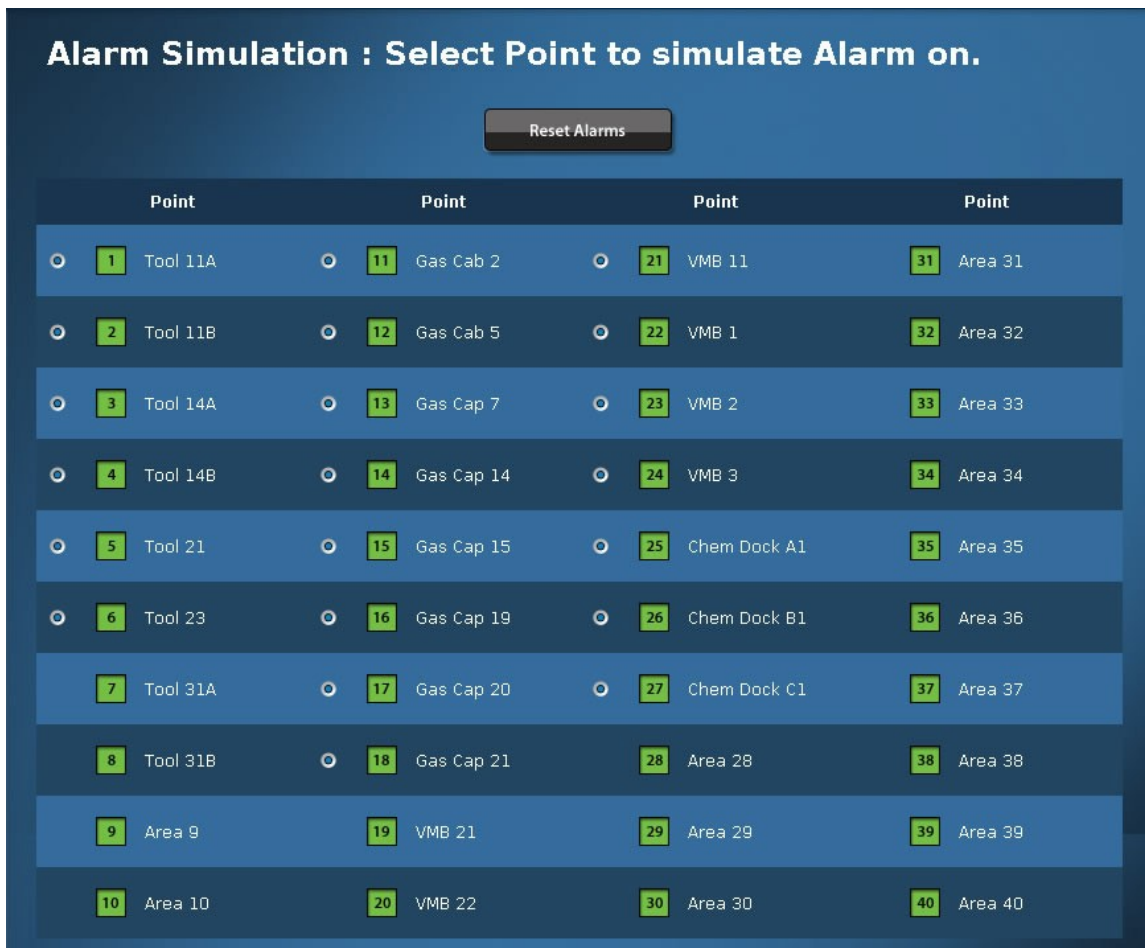 Alarm Simulation : Select Point to simulate Alarm on.
Reset Alarms
Point Point Point Point
1 Tool 11A 11 Gas Cab 2 21 VMB 11 31 Area 31
2 Tool 11B 12 Gas Cab 5 22 VMB 1 32 Area 32
3 Tool 14A 13 Gas Cap 7 23 VMB 2 33 Area 33
4 Tool 14B 14 Gas Cap 14 24 VMB 3 34 Area 34
5 Tool 21 15 Gas Cap 15 25 Chem Dock A1 35 Area 35
6 Tool 23 16 Gas Cap 19 26 Chem Dock B1 36 Area 36
7 Tool 31A 17 Gas Cap 20 27 Chem Dock C1 37 Area 37
8 Tool 31B 18 Gas Cap 21 28 Area 28 38 Area 38
9 Area 9 19 VMB 21 29 Area 29 39 Area 39
10 Area 10 20 VMB 22 30 Area 30 40 Area 40